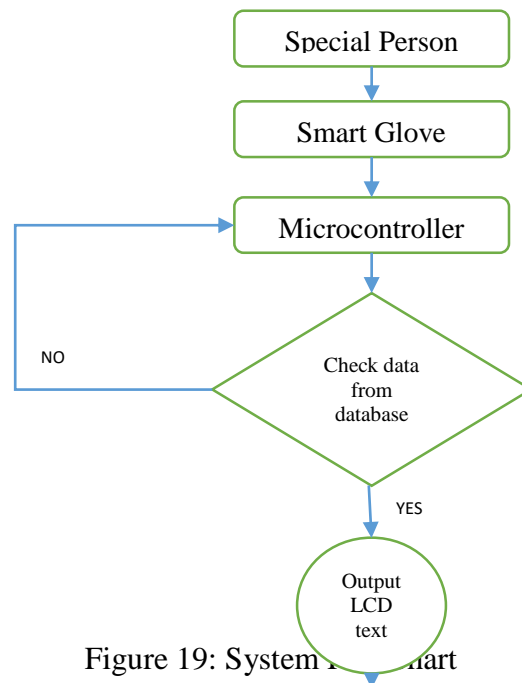 Special Person
Smart Glove
Microcontroller
Check data
from
database
NO
YES
Output
LCD
text
Figure 19: System